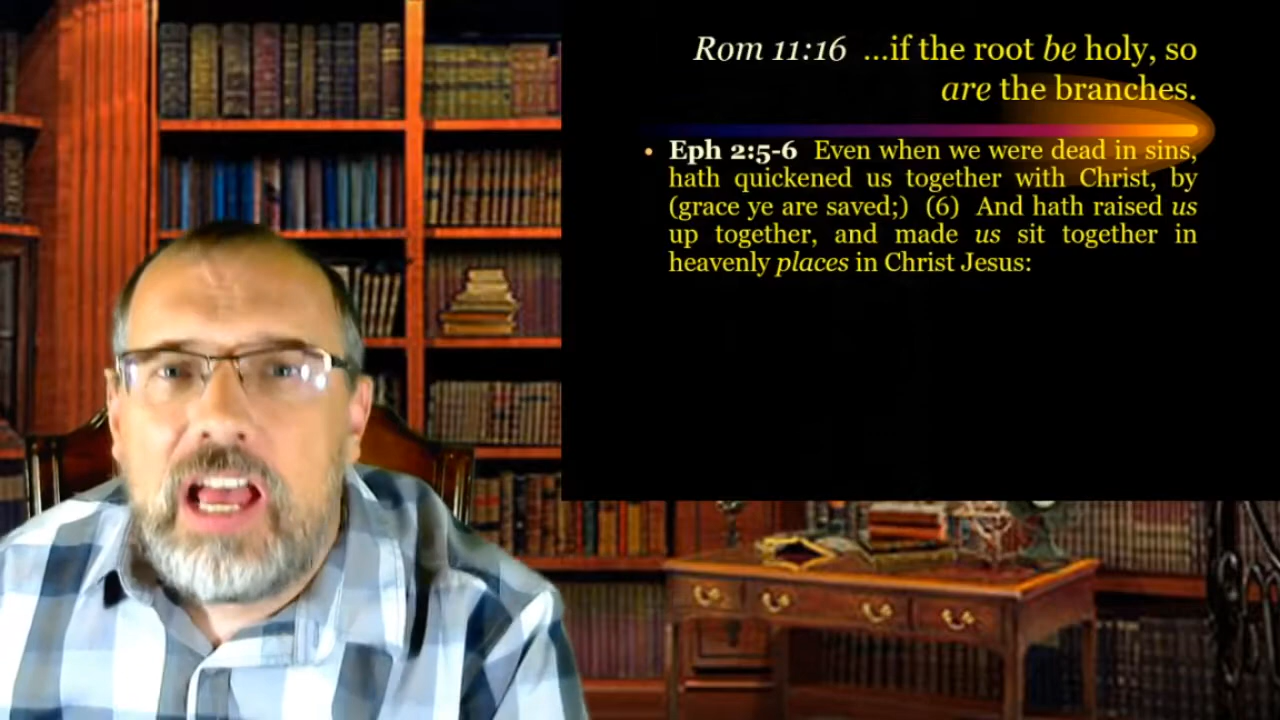 Rom 11:16 ...if the root be holy, so
are the branches.
• Eph 2:5-6 Even when we were dead in sins,
hath quickened us together with Christ, by
(grace ye are saved;) (6) And hath raised us
up together, and made us sit together in
heavenly places in Christ Jesus: